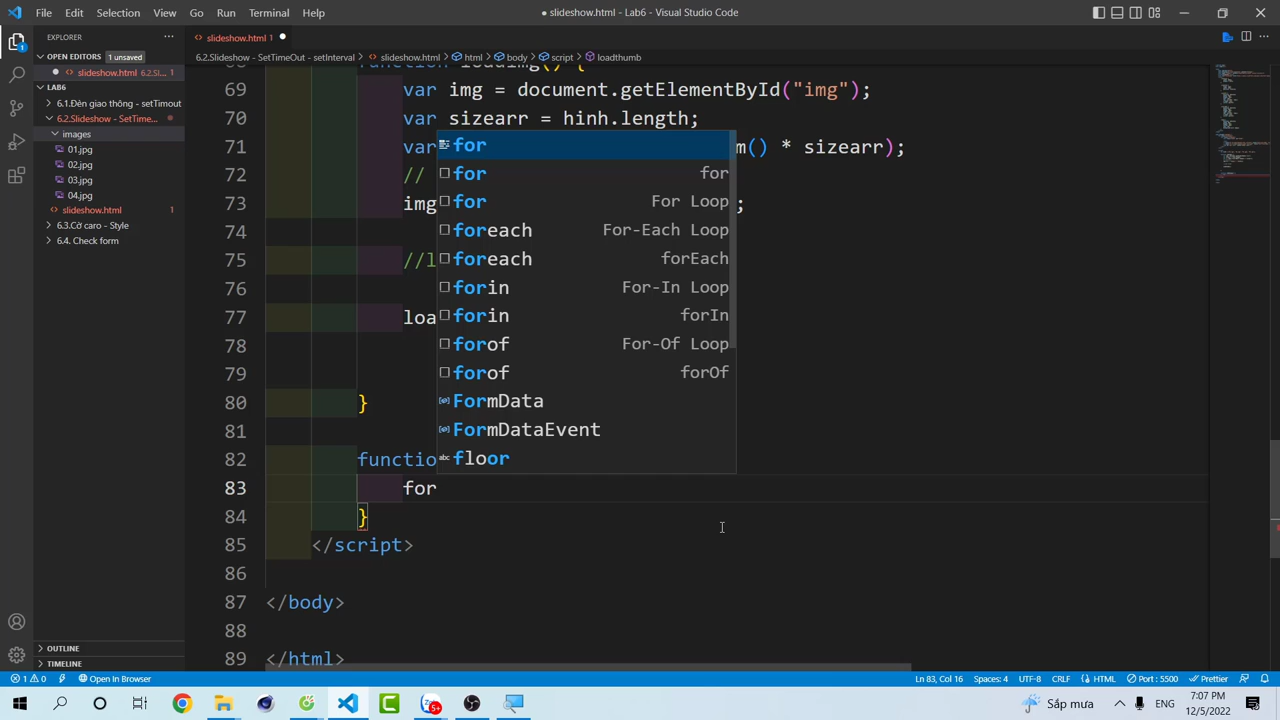 File Edit Selection View Go Run Terminal Help
● slideshow.html - Lab6 - Visual Studio Code
EXPLORER ···
slideshow.html 1 ●
OPEN EDITORS 1 unsaved
6.2.Slideshow - SetTimeOut - setInterval > slideshow.html > html > body > script > loadthumb
● slideshow.html 6.2.Sl... 1
LAB6
6.1.Đèn giao thông - setTimout
6.2.Slideshow - SetTime...
images
01.jpg
02.jpg
03.jpg
04.jpg
slideshow.html 1
6.3.Cờ caro - Style
6.4. Check form
OUTLINE
TIMELINE
69 var img = document.getElementById("img");
70 var sizearr = hinh.length;
71 var m() * sizearr);
72 //
73 img ;
74
75 //l
76
77 loa
78
79
80 }
81
82 functio
83 for
84 }
85 </script>
86
87 </body>
88
89 </html>
for
for for
for For Loop
foreach For-Each Loop
foreach forEach
forin For-In Loop
forin forIn
forof For-Of Loop
forof forOf
FormData
FormDataEvent
floor
1 0 Open In Browser Ln 83, Col 16 Spaces: 4 UTF-8 CRLF HTML Port : 5500 Prettier
5+ Sắp mưa ENG 7:07 PM
12/5/2022